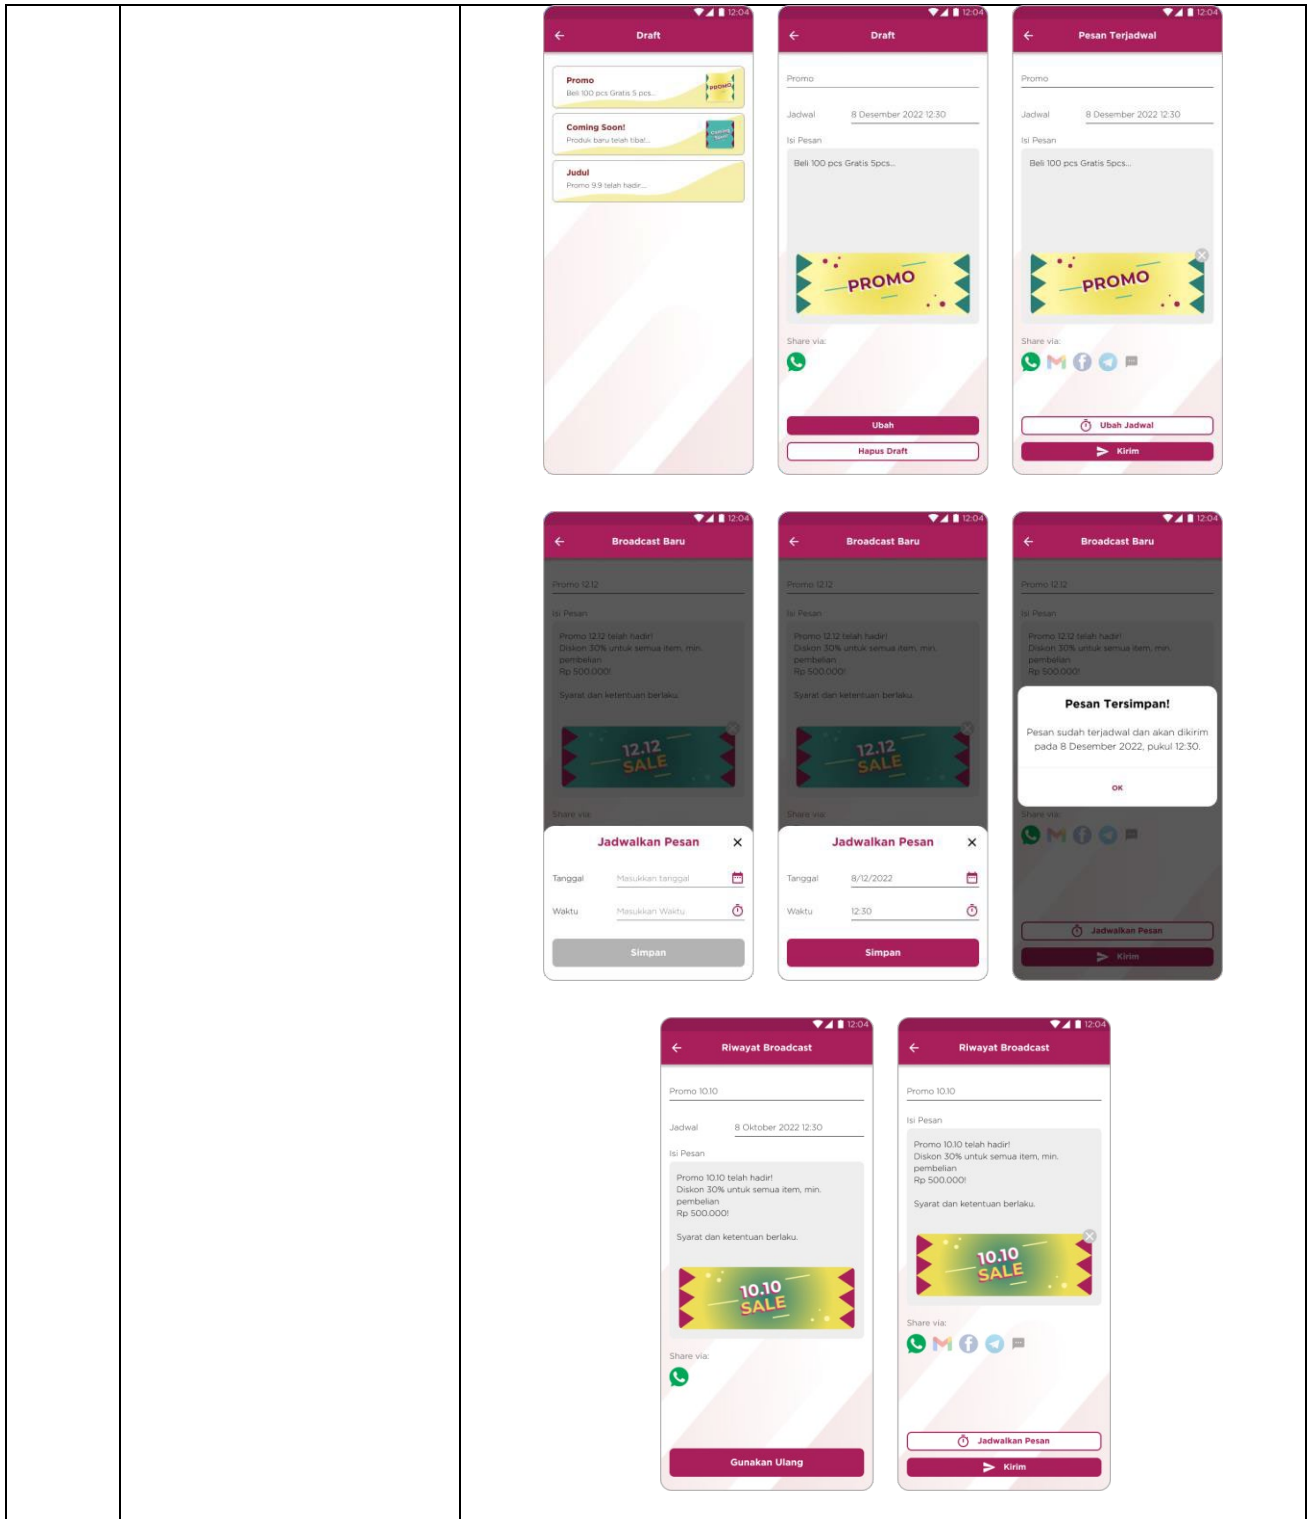 12:04
Draft
Promo
Beli 100 pcs Gratis 5 pcs...
PROMO
Coming Soon!
Produk baru telah tiba!...
Coming
Soon!
Judul
Promo 9.9 telah hadir....
12:04
Draft
Promo
Jadwal 8 Desember 2022 12:30
Isi Pesan
Beli 100 pcs Gratis 5pcs...
PROMO
Share via:
Ubah
Hapus Draft
12:04
Pesan Terjadwal
Promo
Jadwal 8 Desember 2022 12:30
Isi Pesan
Beli 100 pcs Gratis 5pcs...
PROMO
Share via:
Ubah Jadwal
Kirim
12:04
Broadcast Baru
Promo 12.12
Isi Pesan
Promo 12.12 telah hadir!
Diskon 30% untuk semua item, min.
pembelian
Rp 500.000!
Syarat dan ketentuan berlaku.
12.12
SALE
Share via:
Jadwalkan Pesan
Tanggal Masukkan tanggal
Waktu Masukkan Waktu
Simpan
12:04
Broadcast Baru
Promo 12.12
Isi Pesan
Promo 12.12 telah hadir!
Diskon 30% untuk semua item, min.
pembelian
Rp 500.000!
Syarat dan ketentuan berlaku.
12.12
SALE
Share via:
Jadwalkan Pesan
Tanggal 8/12/2022
Waktu 12:30
Simpan
12:04
Broadcast Baru
Promo 12.12
Isi Pesan
Promo 12.12 telah hadir!
Diskon 30% untuk semua item, min.
pembelian
Rp 500.000!
Pesan Tersimpan!
Pesan sudah terjadwal dan akan dikirim
pada 8 Desember 2022, pukul 12:30.
OK
Share via:
Jadwalkan Pesan
Kirim
12:04
Riwayat Broadcast
Promo 10.10
Jadwal 8 Oktober 2022 12:30
Isi Pesan
Promo 10.10 telah hadir!
Diskon 30% untuk semua item, min.
pembelian
Rp 500.000!
Syarat dan ketentuan berlaku.
10.10
SALE
Share via:
Gunakan Ulang
12:04
Riwayat Broadcast
Promo 10.10
Isi Pesan
Promo 10.10 telah hadir!
Diskon 30% untuk semua item, min.
pembelian
Rp 500.000!
Syarat dan ketentuan berlaku.
10.10
SALE
Share via:
Jadwalkan Pesan
Kirim